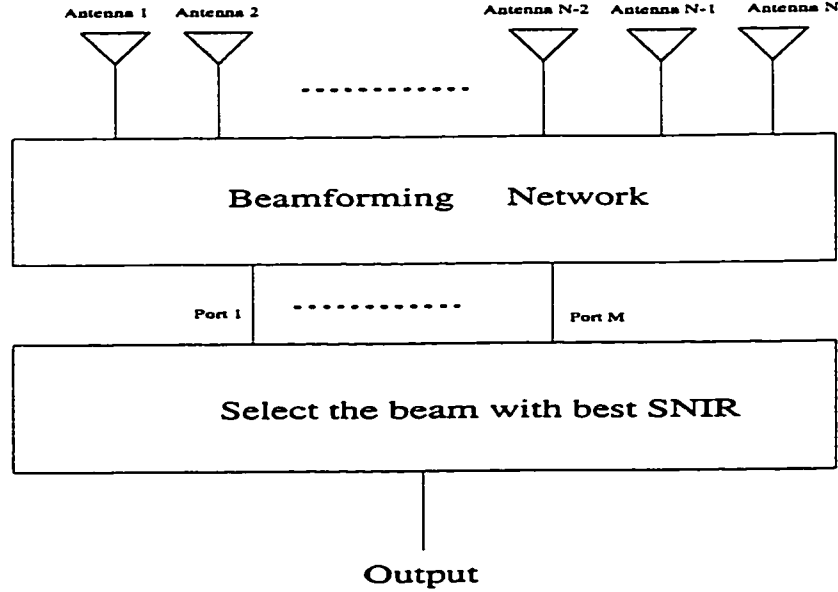 Antenna 1 Antenna 2 Antenna N-2 Antenna N-1 Antenna N
Beamforming Network
Port 1 Port M
Select the beam with best SNIR
Output